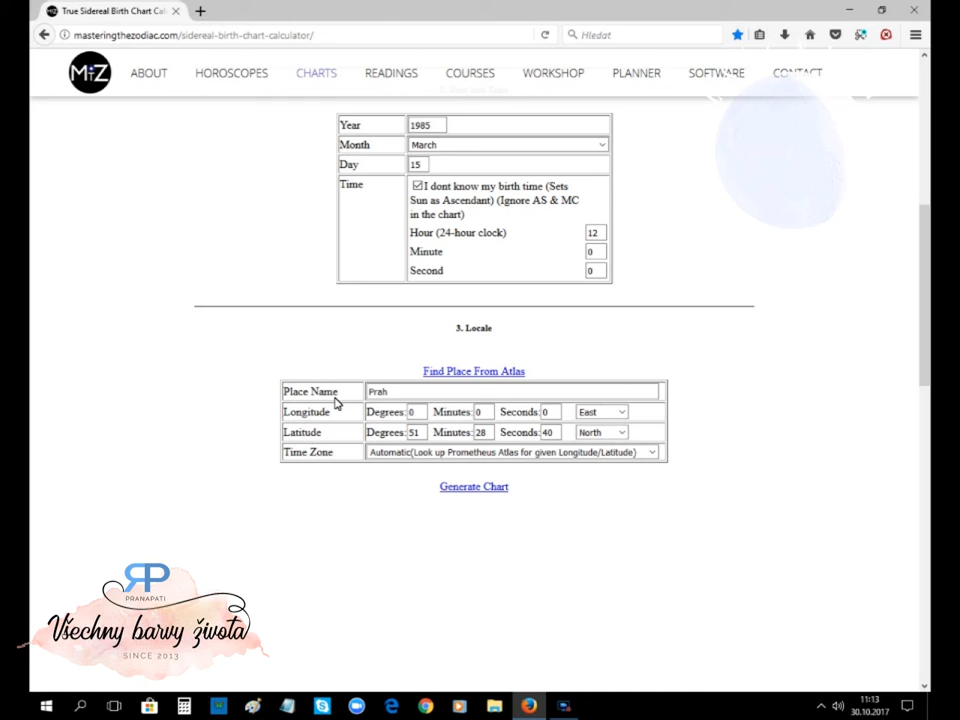 True Sidereal Birth Chart Cal
masteringthezodiac.com/sidereal-birth-chart-calculator/
Hledat
MtZ
ABOUT HOROSCOPES CHARTS READINGS COURSES WORKSHOP PLANNER SOFTWARE CONTACT
Year 1985
Month March
Day 15
Time I dont know my birth time (Sets
Sun as Ascendant) (Ignore AS & MC
in the chart)
Hour (24-hour clock) 12
Minute 0
Second 0
3. Locale
Find Place From Atlas
Place Name Prah
Longitude Degrees: 0 Minutes: 0 Seconds: 0 East
Latitude Degrees: 51 Minutes: 28 Seconds: 40 North
Time Zone Automatic(Look up Prometheus Atlas for given Longitude/Latitude)
Generate Chart
RP
PRANAPATI
Všechny barvy života
SINCE 2013
11:13
30.10.2017